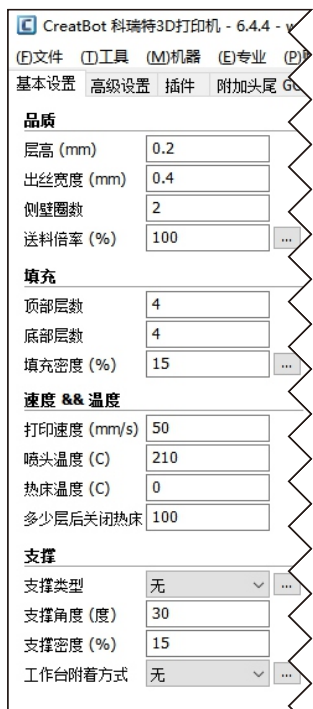 CreatBot 科瑞特3D打印机 - 6.4.4 -
(F)文件 (T)工具 (M)机器 (E)专业 (P)
基本设置 高级设置 插件 附加头尾
品质
层高 (mm) 0.2
出丝宽度 (mm) 0.4
侧壁圈数 2
送料倍率 (%) 100 ...
填充
顶部层数 4
底部层数 4
填充密度 (%) 15 ...
速度 && 温度
打印速度 (mm/s) 50
喷头温度 (C) 210
热床温度 (C) 0
多少层后关闭热床 100
支撑
支撑类型 无 ...
支撑角度 (度) 30
支撑密度 (%) 15
工作台附着方式 无 ...